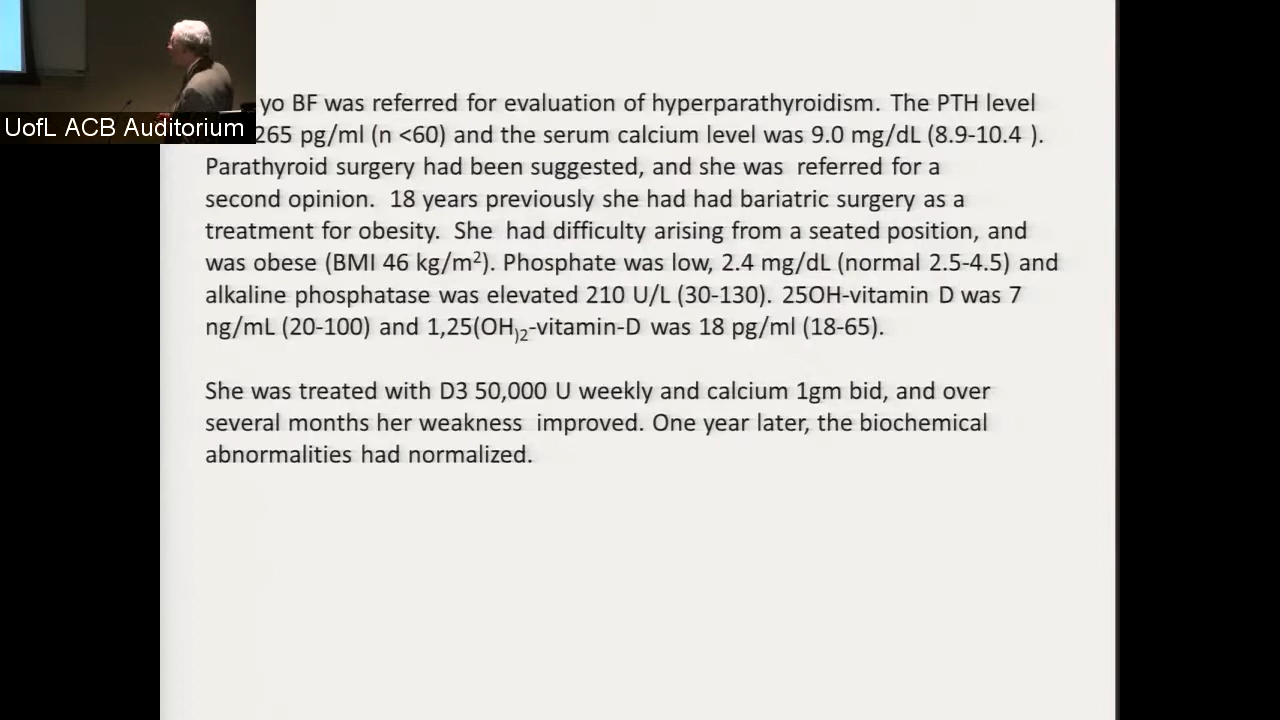 UofL ACB Auditorium
yo BF was referred for evaluation of hyperparathyroidism. The PTH level
265 pg/ml (n <60) and the serum calcium level was 9.0 mg/dL (8.9-10.4 ).
Parathyroid surgery had been suggested, and she was referred for a
second opinion. 18 years previously she had had bariatric surgery as a
treatment for obesity. She had difficulty arising from a seated position, and
was obese (BMI 46 kg/m²). Phosphate was low, 2.4 mg/dL (normal 2.5-4.5) and
alkaline phosphatase was elevated 210 U/L (30-130). 25OH-vitamin D was 7
ng/mL (20-100) and 1,25(OH)₂-vitamin-D was 18 pg/ml (18-65).
She was treated with D3 50,000 U weekly and calcium 1gm bid, and over
several months her weakness improved. One year later, the biochemical
abnormalities had normalized.